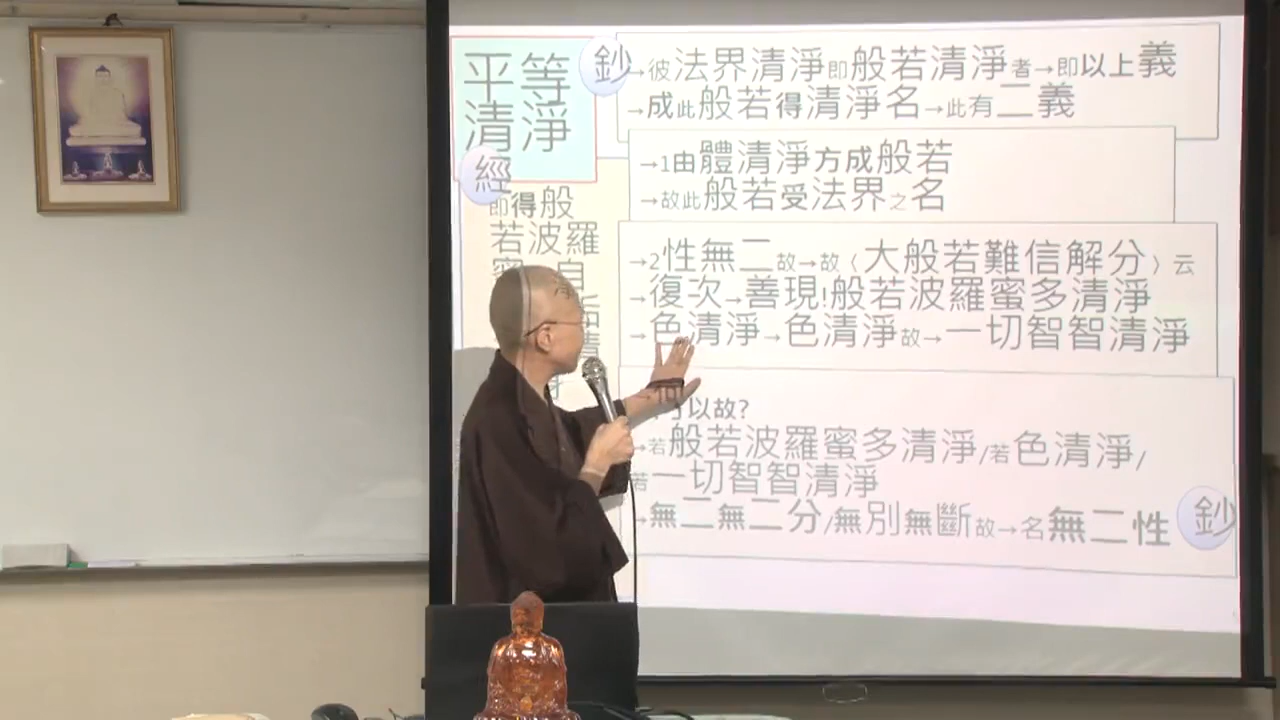 平等
清淨
經
即得般
若波羅
鈔
→彼法界清淨即般若清淨者→即以上義
→成此般若得清淨名→此有二義
→1由體清淨方成般若
→故此般若受法界之名
→2性無二故→故〈大般若難信解分〉云
→復次→善現!般若波羅蜜多清淨
→色清淨→色清淨故→一切智智清淨
→何以故?
→若般若波羅蜜多清淨/若色清淨/
若一切智智清淨
→無二無二分/無別無斷故→名無二性
鈔